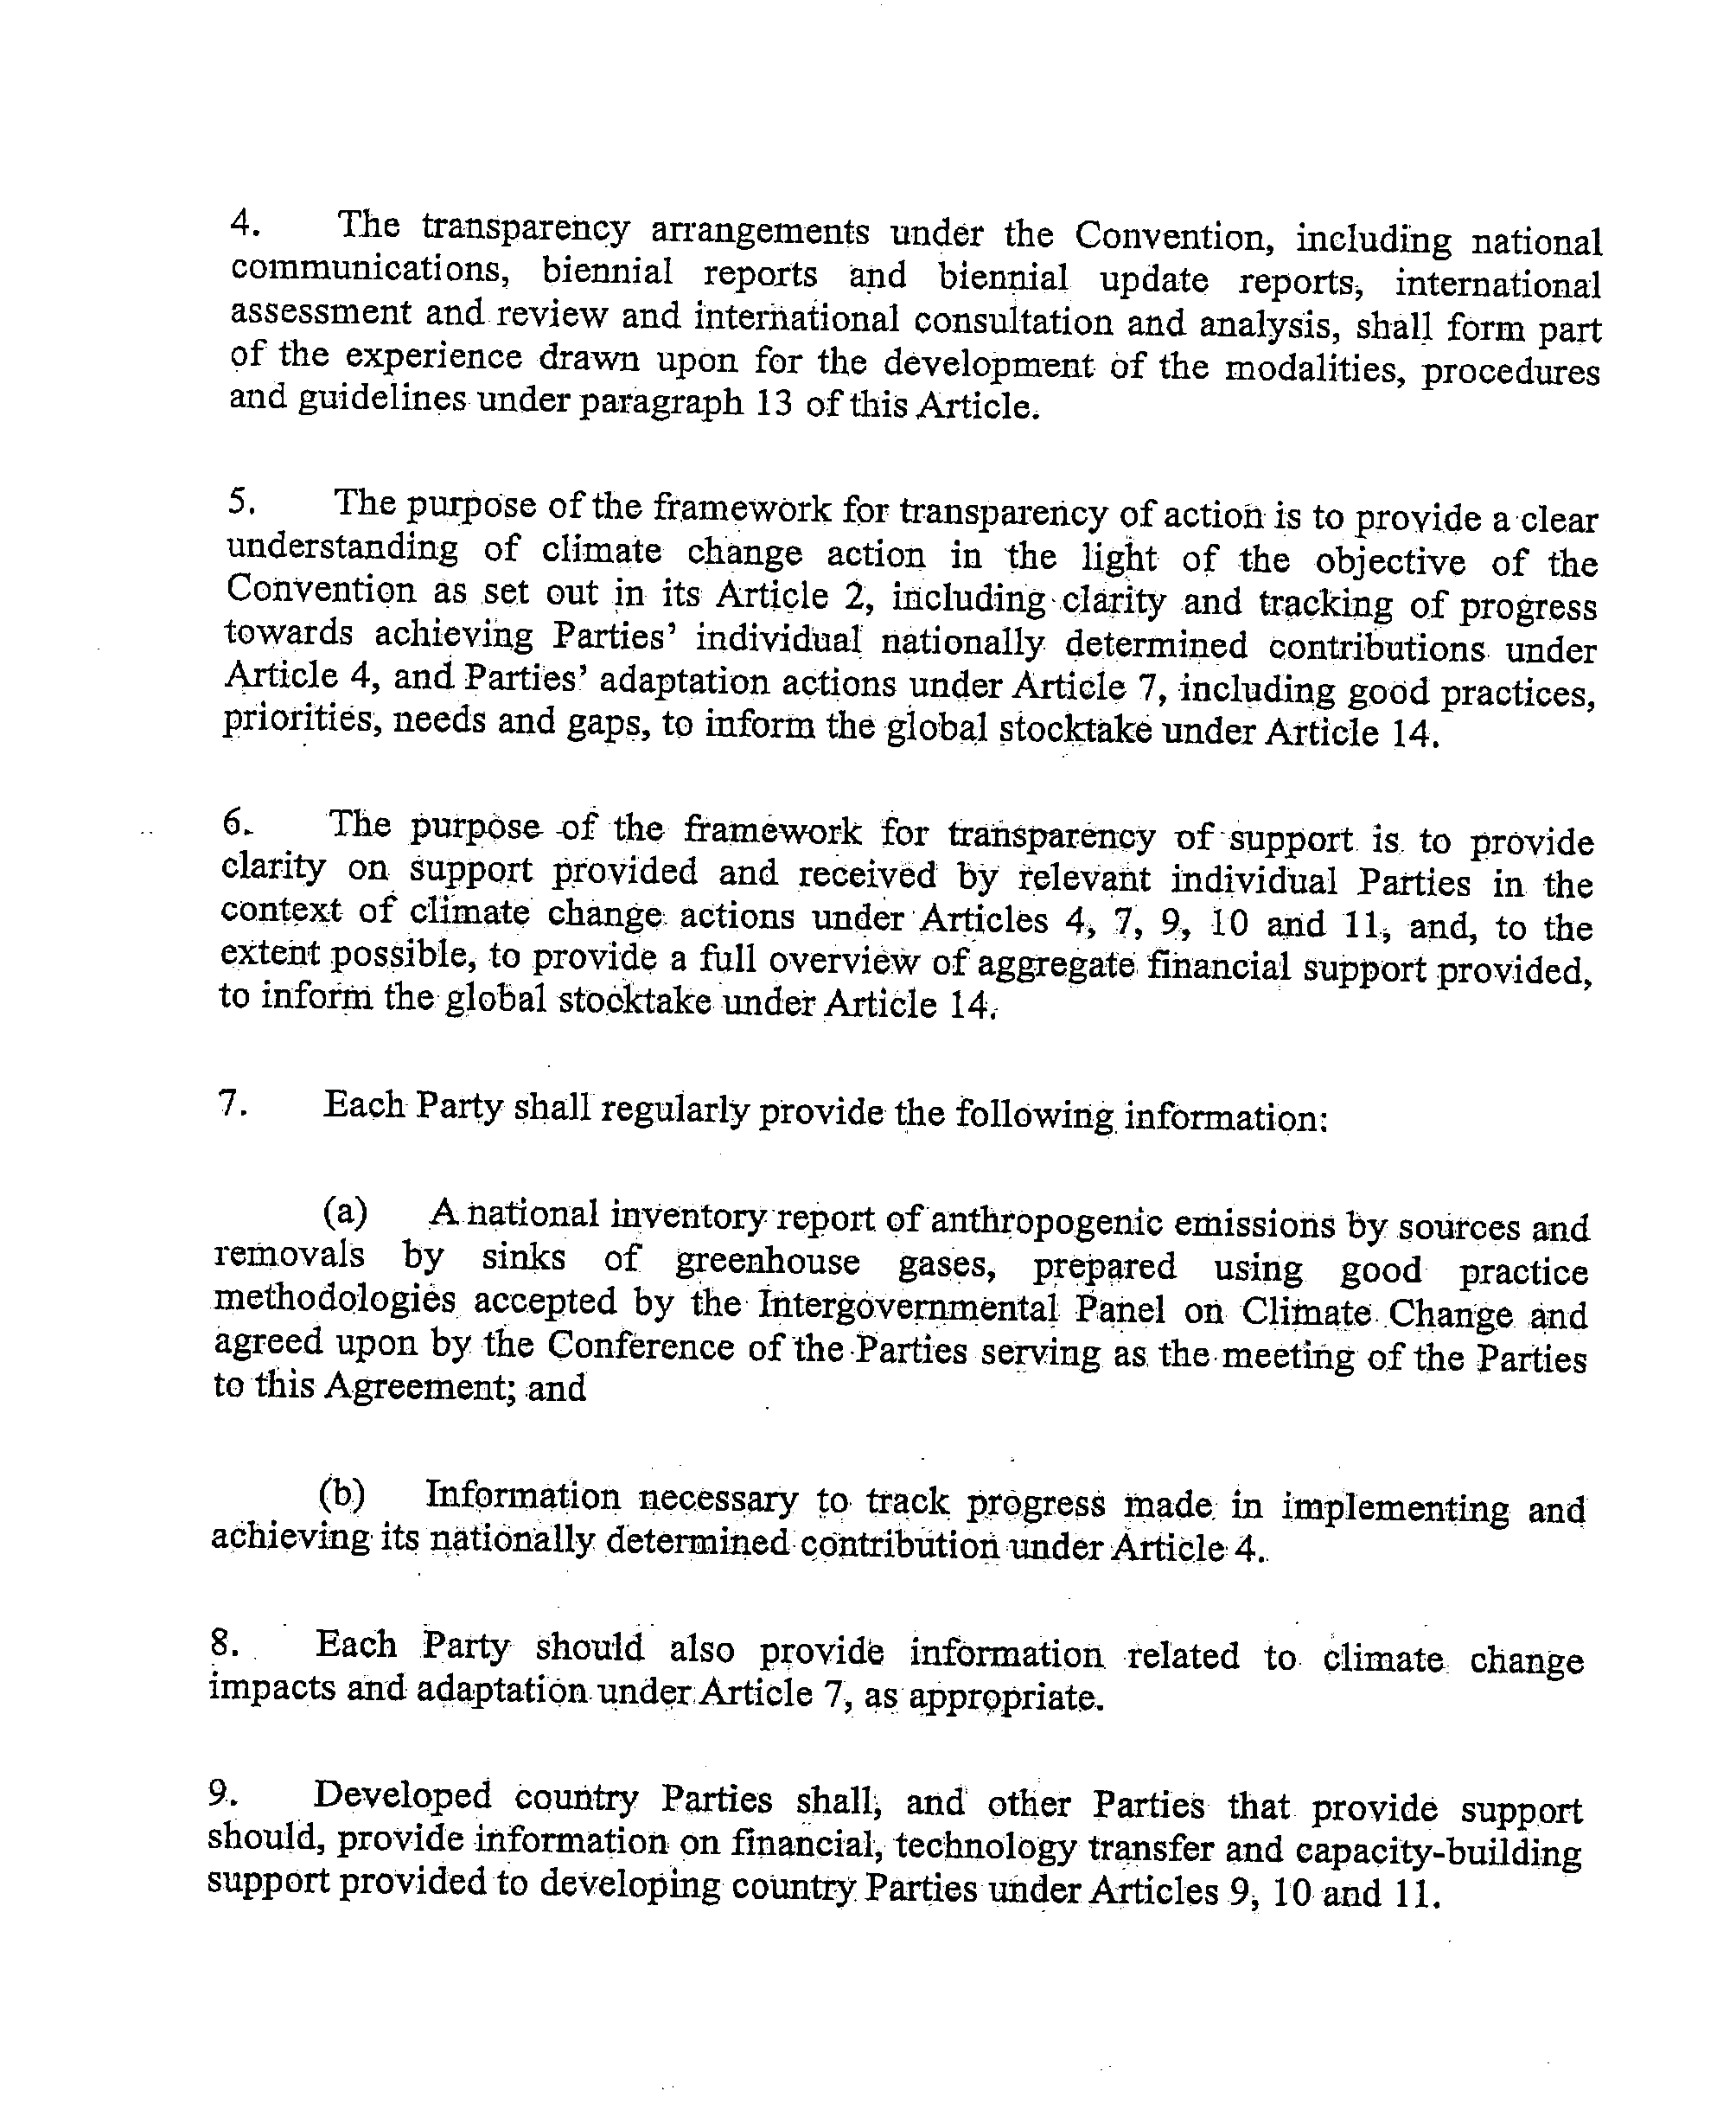 4. The transparency arrangements under the Convention, including national
communications, biennial reports and biennial update reports, international
assessment and review and international consultation and analysis, shall form part
of the experience drawn upon for the development of the modalities, procedures
and guidelines under paragraph 13 of this Article.
5. The purpose of the framework for transparency of action is to provide a clear
understanding of climate change action in the light of the objective of the
Convention as set out in its Article 2, including clarity and tracking of progress
towards achieving Parties’ individual nationally determined contributions under
Article 4, and Parties’ adaptation actions under Article 7, including good practices,
priorities, needs and gaps, to inform the global stocktake under Article 14.
6. The purpose of the framework for transparency of support is to provide
clarity on support provided and received by relevant individual Parties in the
context of climate change actions under Articles 4, 7, 9, 10 and 11, and, to the
extent possible, to provide a full overview of aggregate financial support provided,
to inform the global stocktake under Article 14.
7. Each Party shall regularly provide the following information:
(a) A national inventory report of anthropogenic emissions by sources and
removals by sinks of greenhouse gases, prepared using good practice
methodologies accepted by the Intergovernmental Panel on Climate Change and
agreed upon by the Conference of the Parties serving as the meeting of the Parties
to this Agreement; and
(b) Information necessary to track progress made in implementing and
achieving its nationally determined contribution under Article 4.
8. Each Party should also provide information related to climate change
impacts and adaptation under Article 7, as appropriate.
9. Developed country Parties shall, and other Parties that provide support
should, provide information on financial, technology transfer and capacity-building
support provided to developing country Parties under Articles 9, 10 and 11.